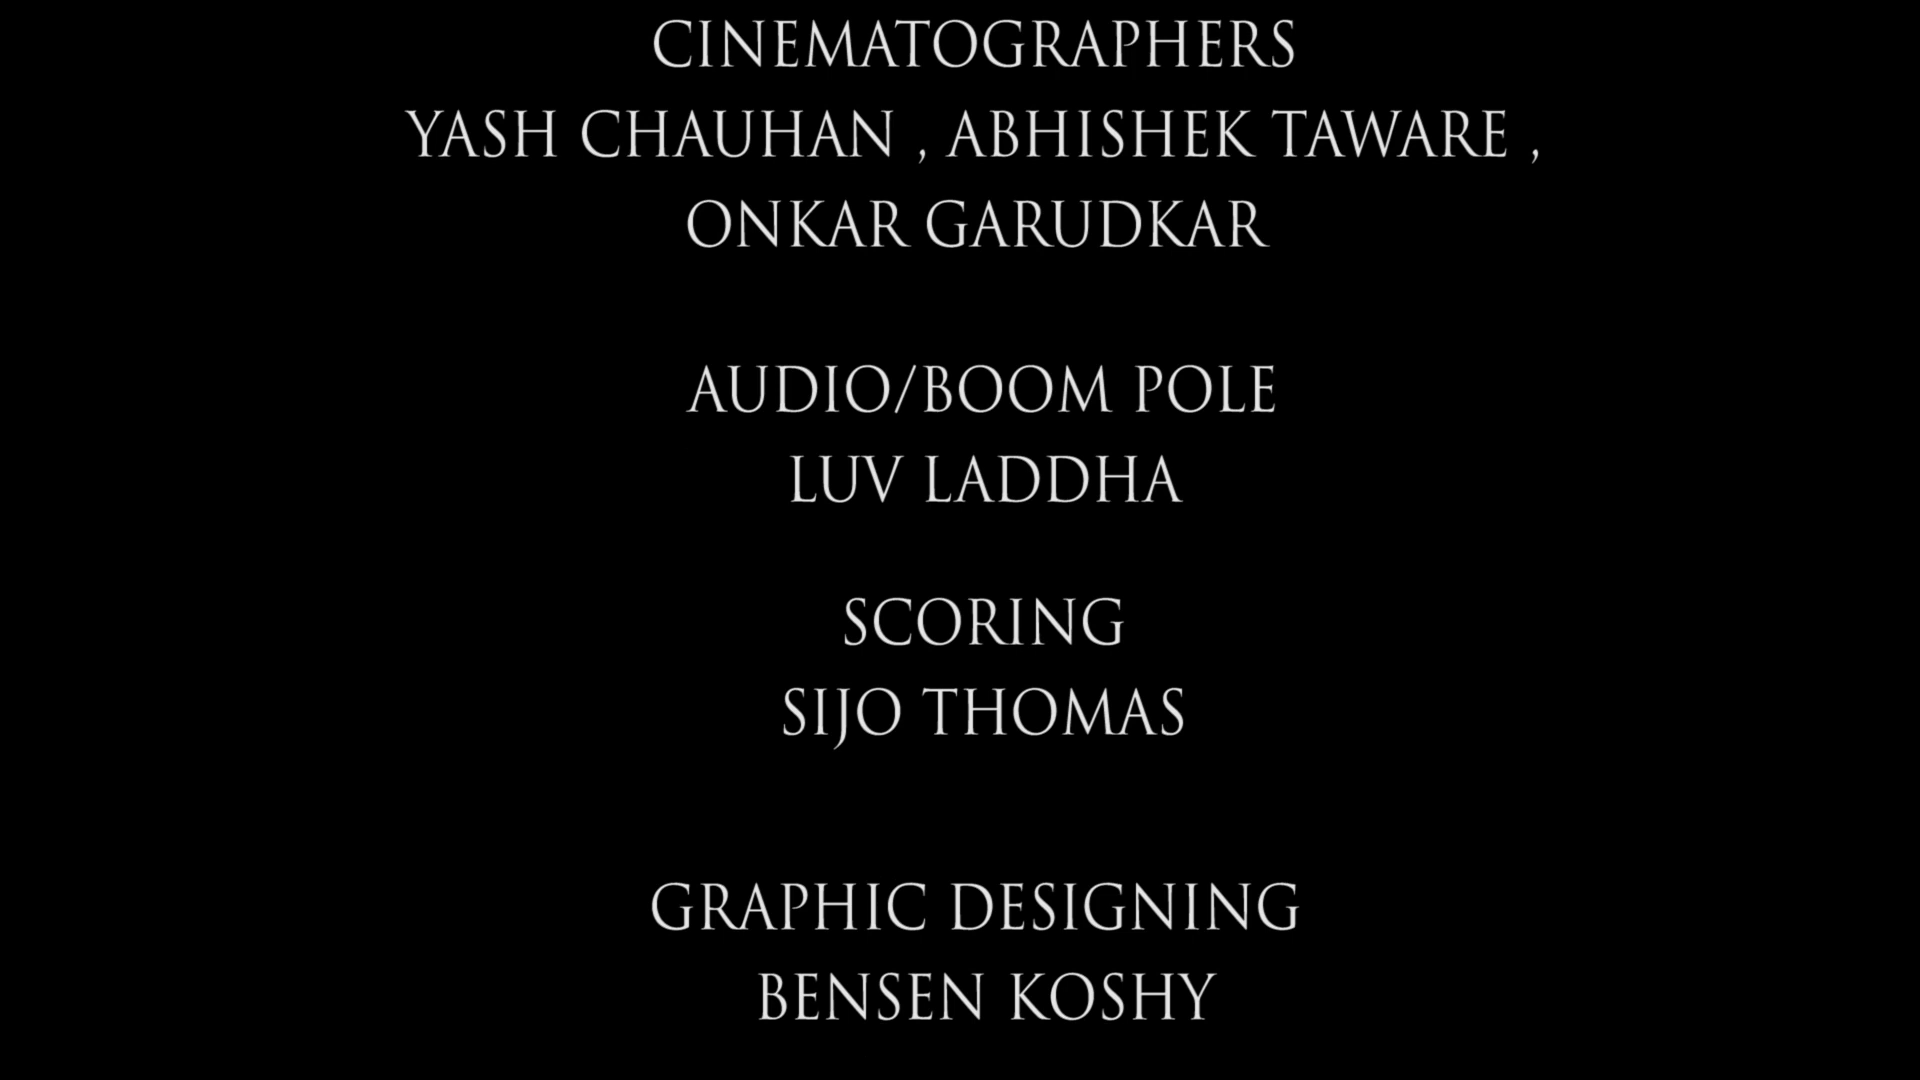 CINEMATOGRAPHERS
YASH CHAUHAN , ABHISHEK TAWARE ,
ONKAR GARUDKAR
AUDIO/BOOM POLE
LUV LADDHA
SCORING
SIJO THOMAS
GRAPHIC DESIGNING
BENSEN KOSHY